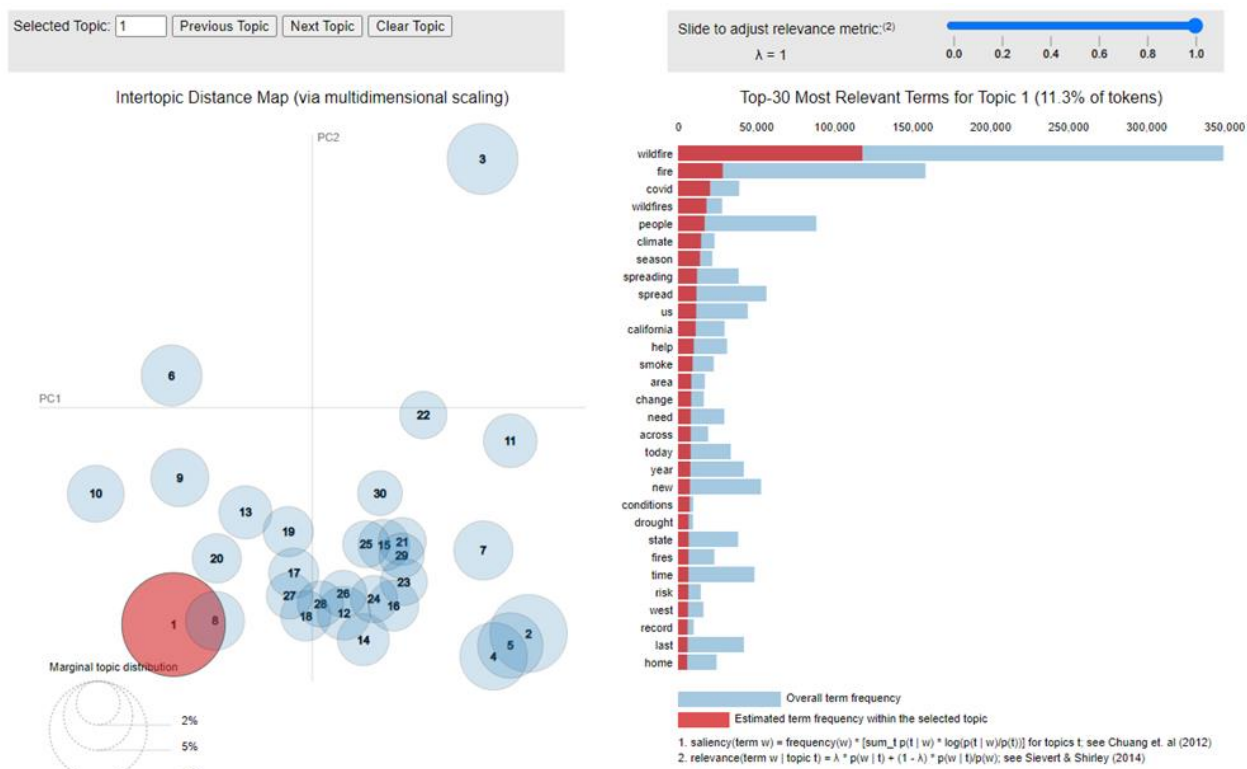 Selected Topic: 1 Previous Topic Next Topic Clear Topic
Slide to adjust relevance metric:(2)
λ = 1
0.0 0.2 0.4 0.6 0.8 1.0
Intertopic Distance Map (via multidimensional scaling)
PC2
PC1
3
6
22
11
9
10
30
13
19
25
15
21
29
7
20
17
23
27
26
24
28
16
18
12
1
8
14
2
5
4
Marginal topic distribution
2%
5%
Top-30 Most Relevant Terms for Topic 1 (11.3% of tokens)
0 50,000 100,000 150,000 200,000 250,000 300,000 350,000
wildfire
fire
covid
wildfires
people
climate
season
spreading
spread
us
california
help
smoke
area
change
need
across
today
year
new
conditions
drought
state
fires
time
risk
west
record
last
home
Overall term frequency
Estimated term frequency within the selected topic
1. saliency(term w) = frequency(w) * [sum_t p(t | w) * log(p(t | w)/p(t))] for topics t; see Chuang et. al (2012)
2. relevance(term w | topic t) = λ * p(w | t) + (1 - λ) * p(w | t)/p(w); see Sievert & Shirley (2014)